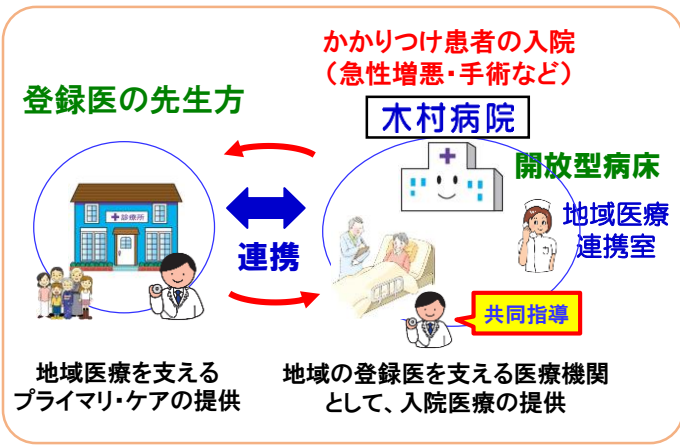 かかりつけ患者の入院
（急性増悪・手術など）
登録医の先生方
木村病院
開放型病床
診療所
地域医療
連携室
連携
共同指導
地域医療を支える
プライマリ・ケアの提供
地域の登録医を支える医療機関
として、入院医療の提供